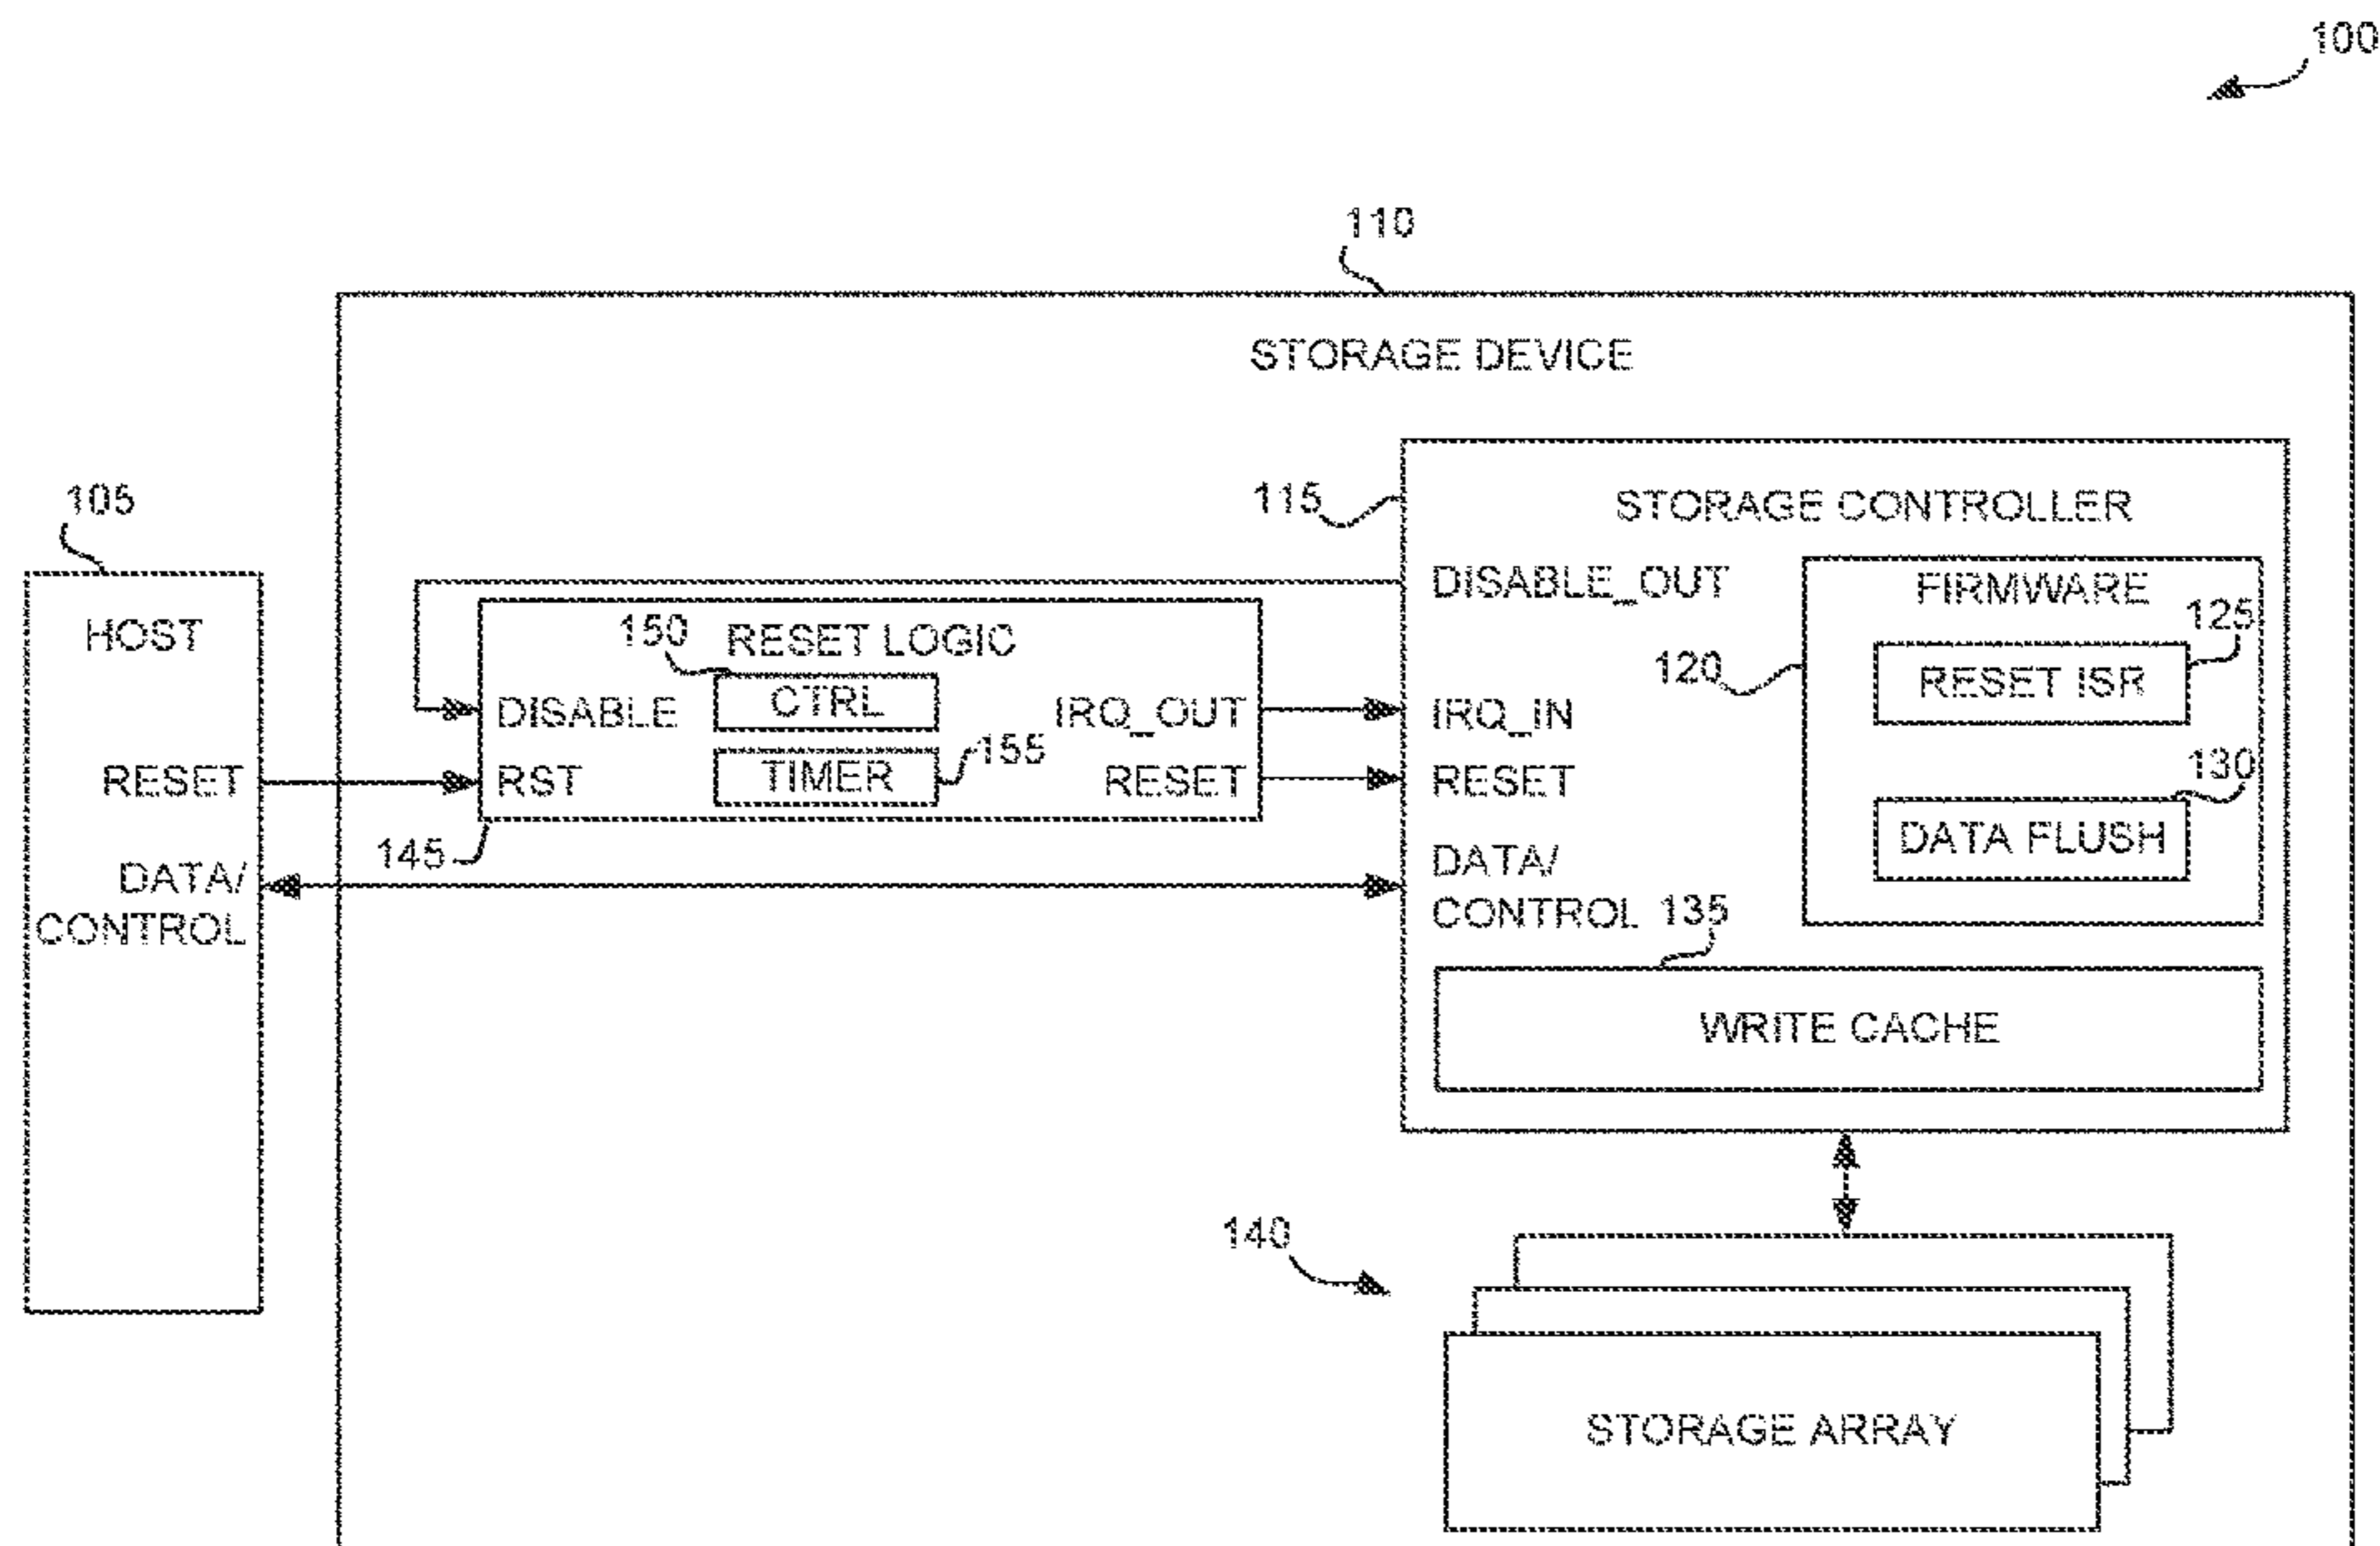 100
110
STORAGE DEVICE
105
115
STORAGE CONTROLLER
HOST
DISABLE_OUT
FIRMWARE
125
150
RESET LOGIC
120
RESET ISR
DISABLE
CTRL
IRQ_OUT
IRQ_IN
155
130
RESET
RST
TIMER
RESET
RESET
145
DATA FLUSH
DATA/
CONTROL
DATA/
CONTROL
135
WRITE CACHE
140
STORAGE ARRAY